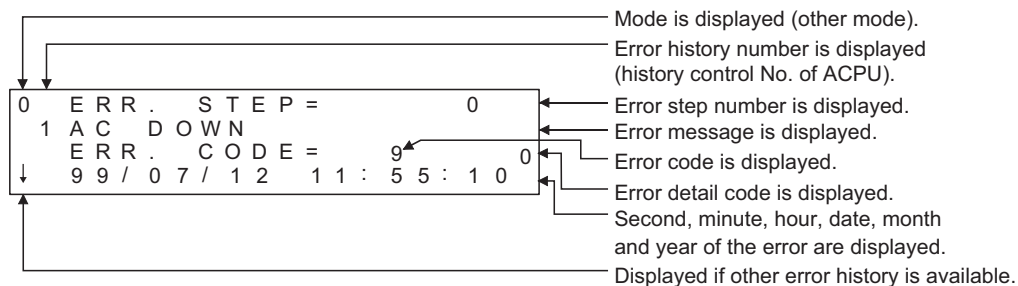 Mode is displayed (other mode).
Error history number is displayed
(history control No. of ACPU).
0 ERR. STEP= 0
1 AC DOWN
ERR. CODE= 9 0
↓ 99/07/12 11:55:10
Error step number is displayed.
Error message is displayed.
Error code is displayed.
Error detail code is displayed.
Second, minute, hour, date, month
and year of the error are displayed.
Displayed if other error history is available.